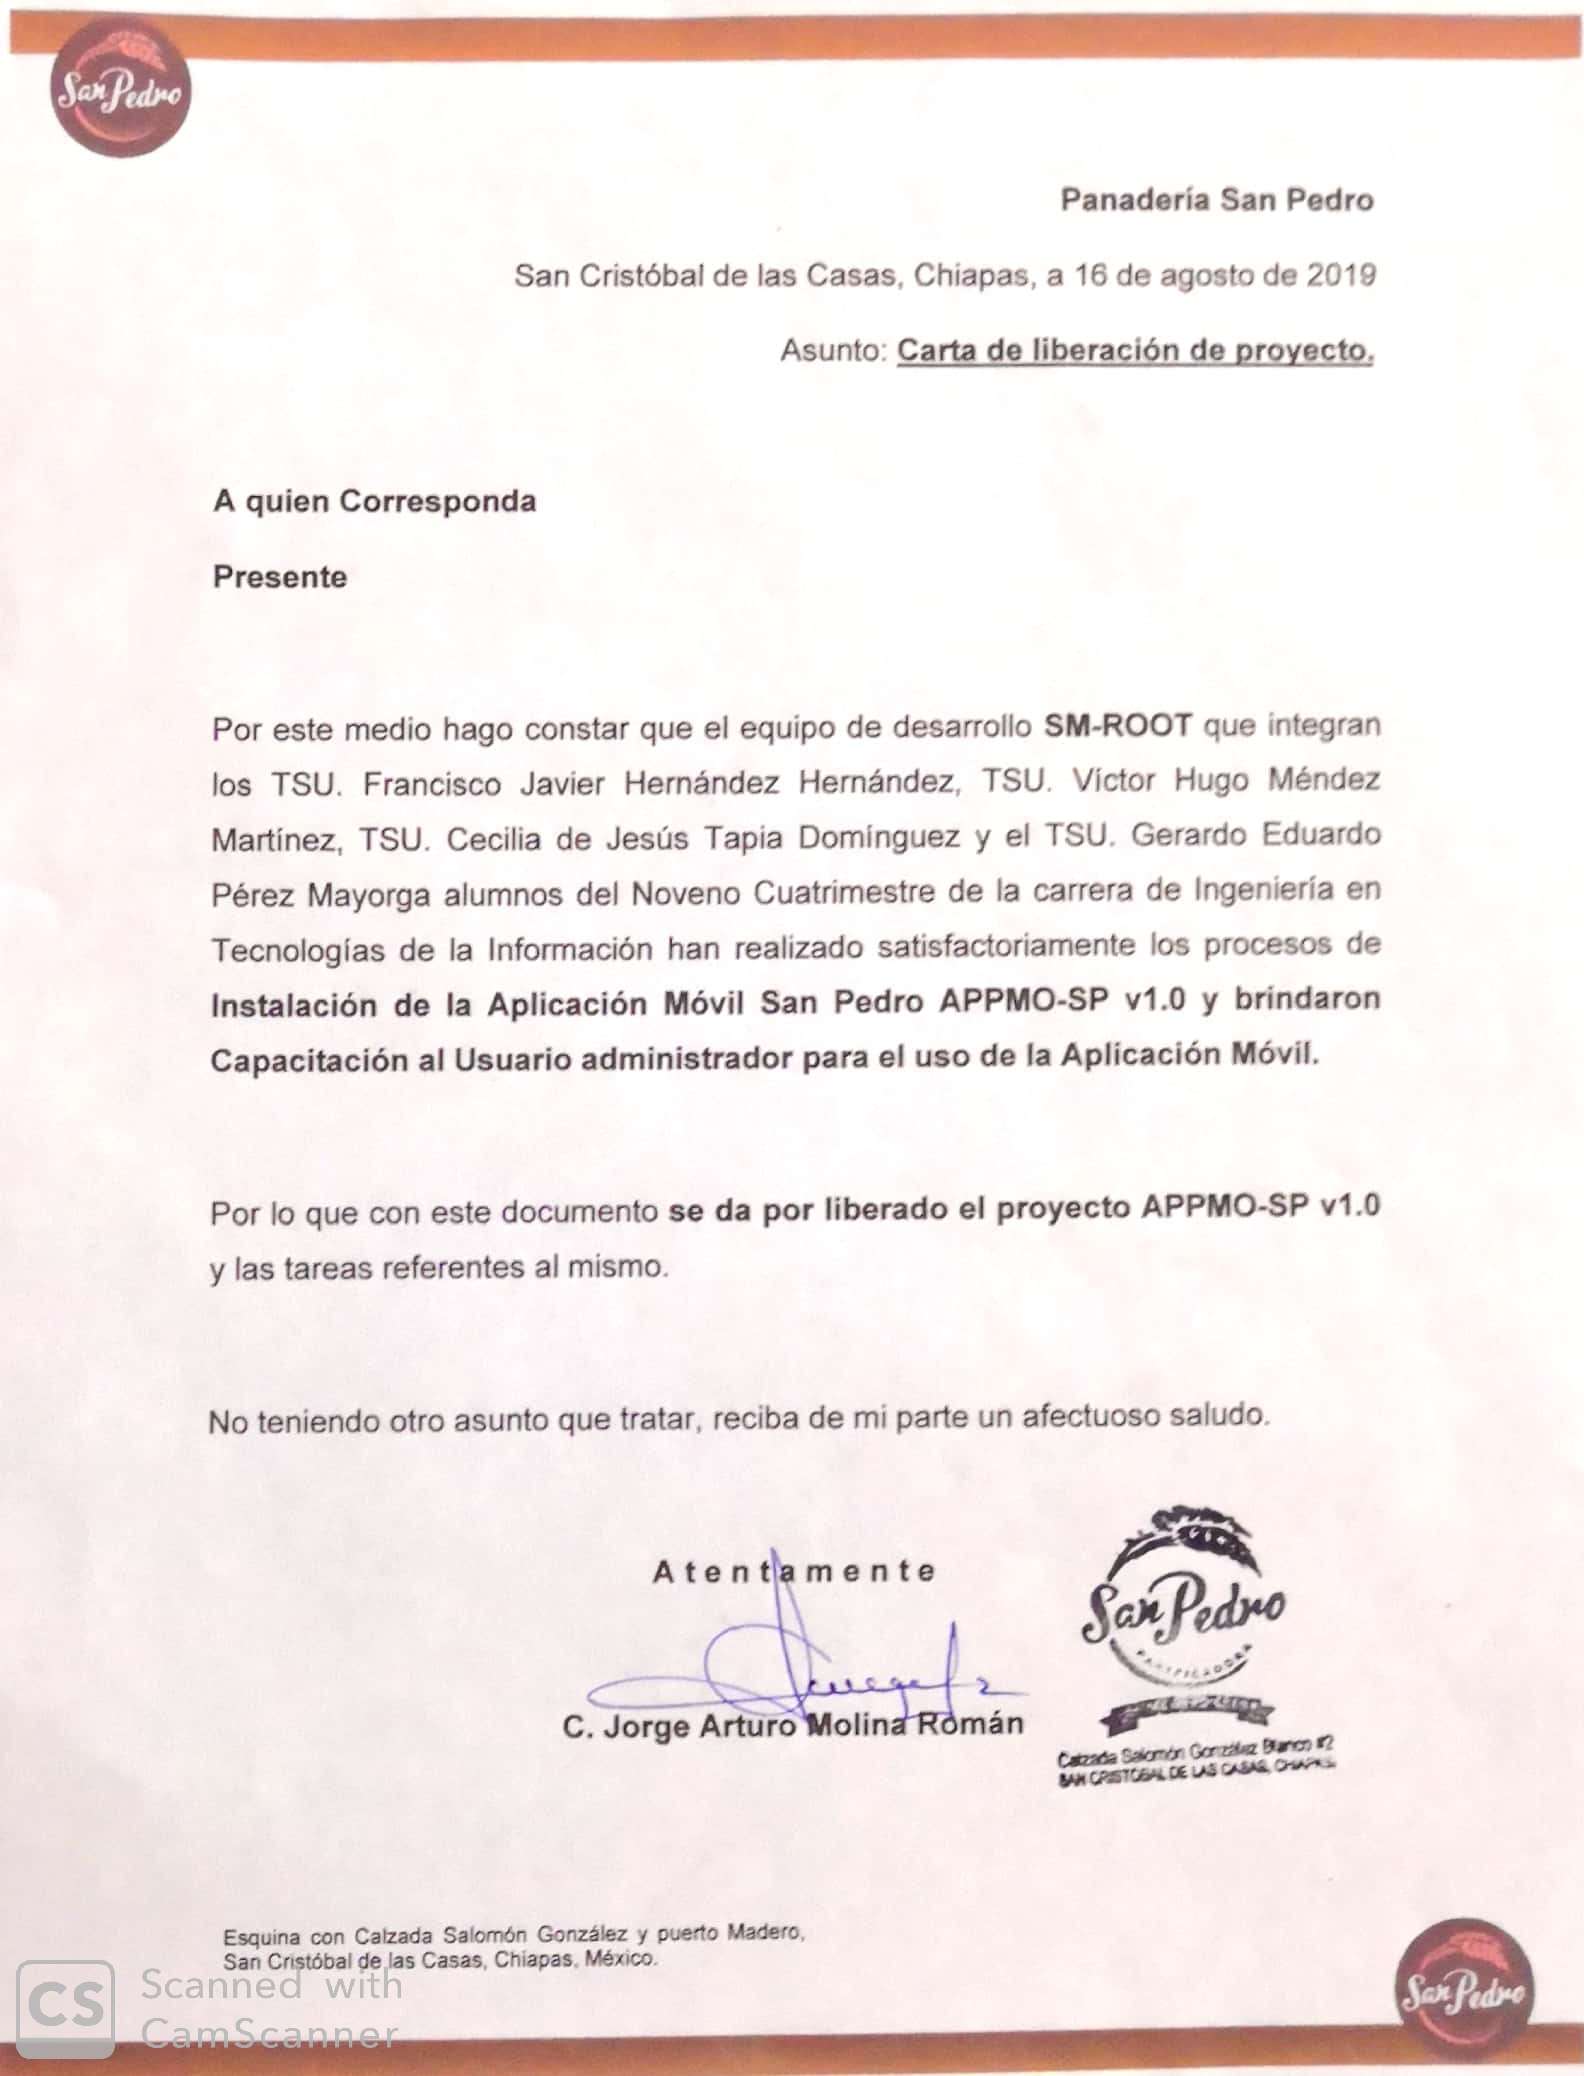 San Pedro
Panadería San Pedro
San Cristóbal de las Casas, Chiapas, a 16 de agosto de 2019
Asunto: Carta de liberación de proyecto.
A quien Corresponda
Presente
Por este medio hago constar que el equipo de desarrollo SM-ROOT que integran
los TSU. Francisco Javier Hernández Hernández, TSU. Víctor Hugo Méndez
Martínez, TSU. Cecilia de Jesús Tapia Domínguez y el TSU. Gerardo Eduardo
Pérez Mayorga alumnos del Noveno Cuatrimestre de la carrera de Ingeniería en
Tecnologías de la Información han realizado satisfactoriamente los procesos de
Instalación de la Aplicación Móvil San Pedro APPMO-SP v1.0 y brindaron
Capacitación al Usuario administrador para el uso de la Aplicación Móvil.
Por lo que con este documento se da por liberado el proyecto APPMO-SP v1.0
y las tareas referentes al mismo.
No teniendo otro asunto que tratar, reciba de mi parte un afectuoso saludo.
Atentamente
C. Jorge Arturo Molina Román
San Pedro
PANIFICADORA
Calzada Salomón González Blanco #2
SAN CRISTOBAL DE LAS CASAS, CHIAPAS.
Esquina con Calzada Salomón González y puerto Madero,
San Cristóbal de las Casas, Chiapas, México.
San Pedro
CS Scanned with
CamScanner